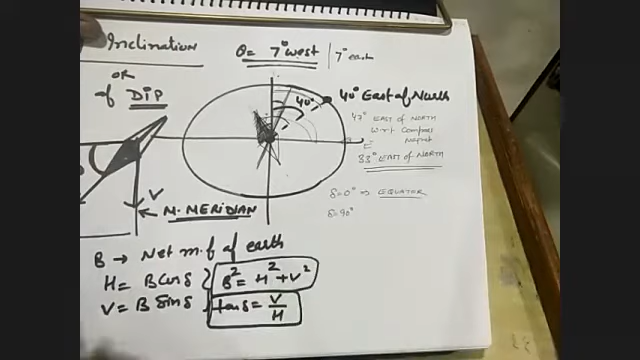 Inclination
OR
of DIP
V
M. MERIDIAN
B → Net m.f of earth
H = B cos δ
V = B sin δ
B² = H² + V²
tan δ = V/H
θ = 7° west | 7° east
40°
40° East of North
47° EAST OF NORTH
w.r.t compass
magnet
33° EAST OF NORTH
δ = 0° ⇒ EQUATOR
δ = 90°